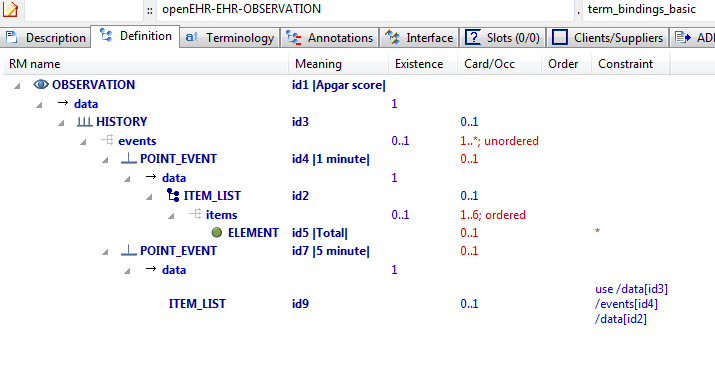 :: openEHR-EHR-OBSERVATION . term_bindings_basic
Description Definition Terminology Annotations Interface Slots (0/0) Clients/Suppliers
RM name Meaning Existence Card/Occ Order Constraint
OBSERVATION id1 |Apgar score|
data 1
HISTORY id3 0..1
events 0..1 1..*; unordered
POINT_EVENT id4 |1 minute| 0..1
data 1
ITEM_LIST id2 0..1
items 0..1 1..6; ordered
ELEMENT id5 |Total| 0..1 *
POINT_EVENT id7 |5 minute| 0..1
data 1
use /data[id3]
ITEM_LIST id9 0..1 /events[id4]
/data[id2]